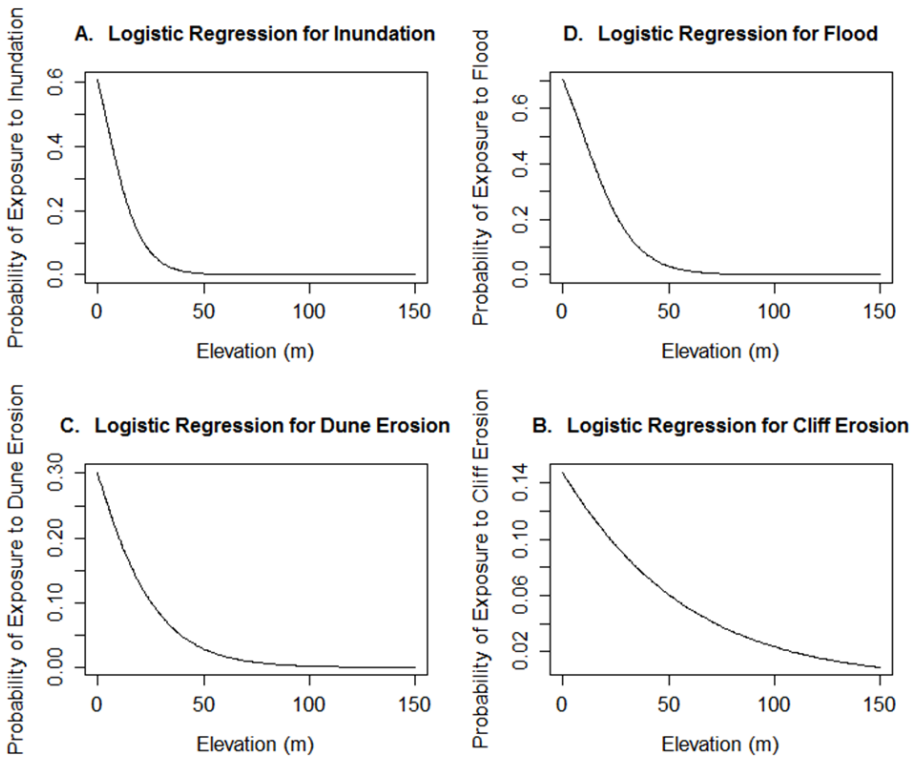 A. Logistic Regression for Inundation
Probability of Exposure to Inundation
0.6
0.4
0.2
0.0
0 50 100 150
Elevation (m)
D. Logistic Regression for Flood
Probability of Exposure to Flood
0.6
0.4
0.2
0.0
0 50 100 150
Elevation (m)
C. Logistic Regression for Dune Erosion
Probability of Exposure to Dune Erosion
0.30
0.20
0.10
0.00
0 50 100 150
Elevation (m)
B. Logistic Regression for Cliff Erosion
Probability of Exposure to Cliff Erosion
0.14
0.10
0.06
0.02
0 50 100 150
Elevation (m)